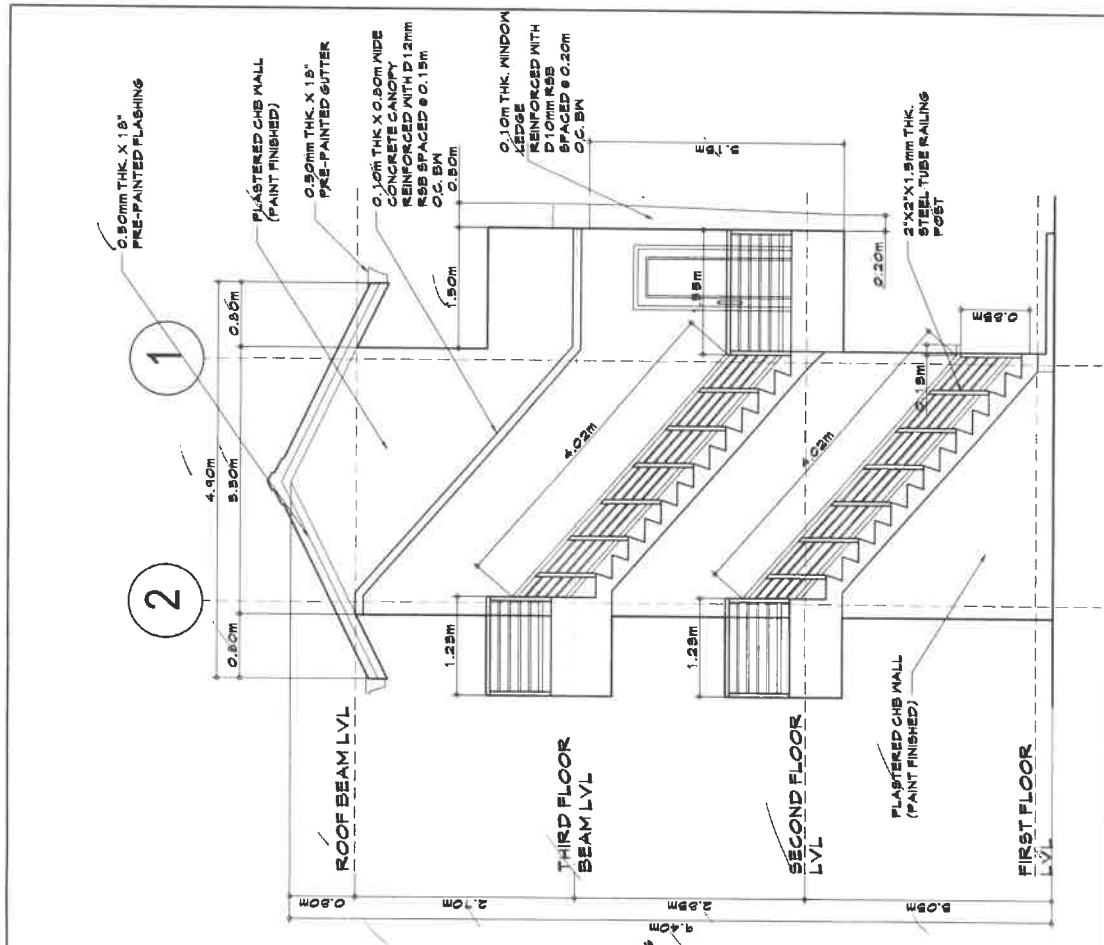 0.50mm THK. X 18"
PRE-PAINTED FLASHING
PLASTERED CHB WALL
(PAINT FINISHED)
0.50mm THK. X 18"
PRE-PAINTED GUTTER
0.10m THK X 0.80m WIDE
CONCRETE CANOPY
REINFORCED WITH D12mm
RSB SPACED @ 0.15m
O.C. BW
0.10m THK. WINDOW
LEDGE
REINFORCED WITH
D10mm RSB
SPACED @ 0.20m
O.C. BW
2"X2"X1.5mm THK.
STEEL TUBE RAILING
POST
1
2
4.90m
0.80m
3.30m
0.80m
1.50m
0.50m
0.20m
4.02m
4.02m
0.85m
0.15m
1.25m
1.25m
ROOF BEAM LVL
THIRD FLOOR
BEAM LVL
SECOND FLOOR
LVL
FIRST FLOOR
LVL
PLASTERED CHB WALL
(PAINT FINISHED)
0.80m
2.70m
2.85m
3.05m
9.40m